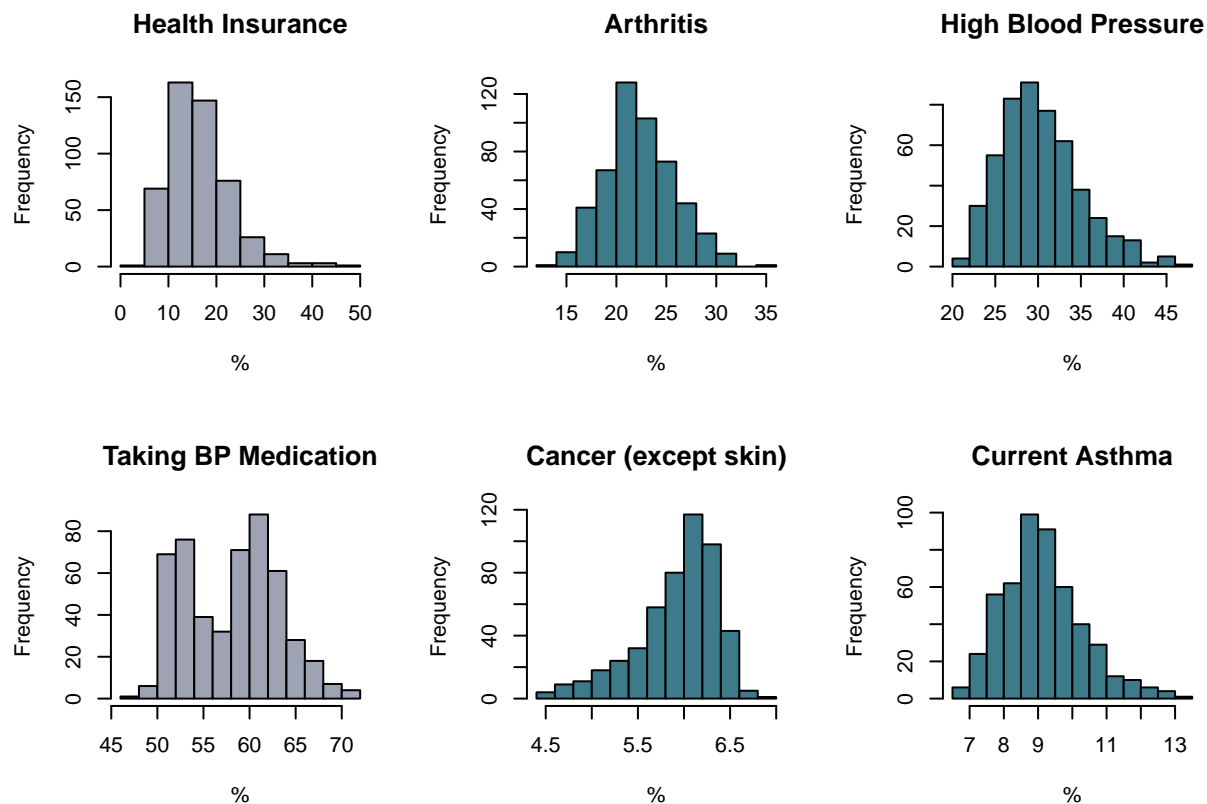 Health Insurance
Frequency
0 50 100 150
0 10 20 30 40 50
%
Arthritis
Frequency
0 40 80 120
15 20 25 30 35
%
High Blood Pressure
Frequency
0 20 60
20 25 30 35 40 45
%
Taking BP Medication
Frequency
0 20 40 60 80
45 50 55 60 65 70
%
Cancer (except skin)
Frequency
0 40 80 120
4.5 5.5 6.5
%
Current Asthma
Frequency
0 20 60 100
7 8 9 11 13
%